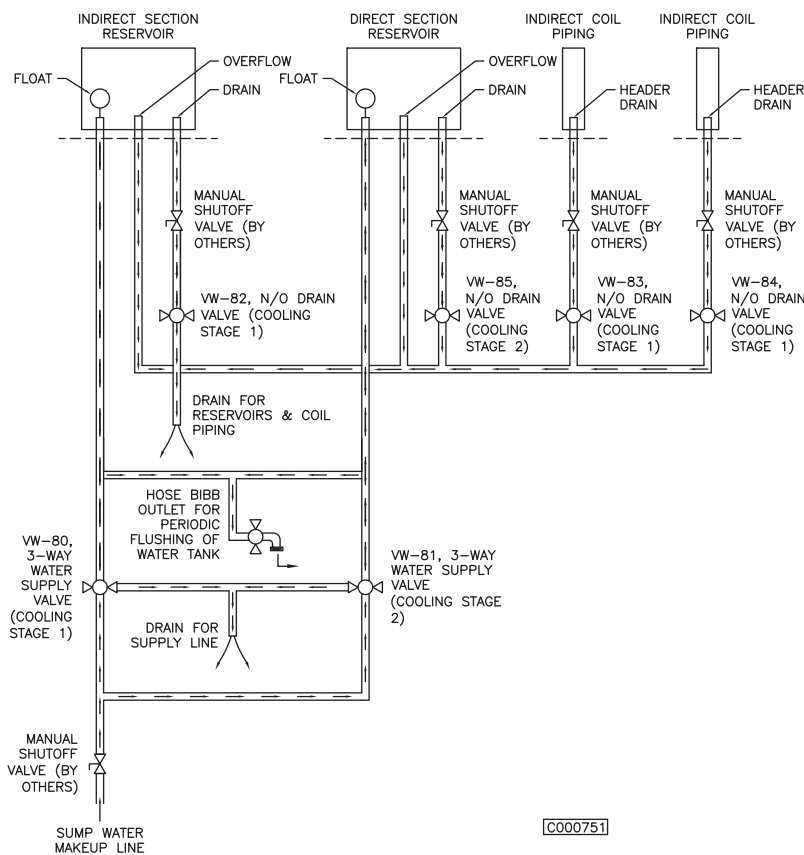 INDIRECT SECTION
RESERVOIR
DIRECT SECTION
RESERVOIR
INDIRECT COIL
PIPING
INDIRECT COIL
PIPING
FLOAT
OVERFLOW
DRAIN
FLOAT
OVERFLOW
DRAIN
HEADER
DRAIN
HEADER
DRAIN
MANUAL
SHUTOFF
VALVE (BY
OTHERS)
MANUAL
SHUTOFF
VALVE (BY
OTHERS)
MANUAL
SHUTOFF
VALVE (BY
OTHERS)
MANUAL
SHUTOFF
VALVE (BY
OTHERS)
VW-82, N/O DRAIN
VALVE (COOLING
STAGE 1)
VW-85,
N/O DRAIN
VALVE
(COOLING
STAGE 2)
VW-83,
N/O DRAIN
VALVE
(COOLING
STAGE 1)
VW-84,
N/O DRAIN
VALVE
(COOLING
STAGE 1)
DRAIN FOR
RESERVOIRS & COIL
PIPING
HOSE BIBB
OUTLET FOR
PERIODIC
FLUSHING OF
WATER TANK
VW-80,
3-WAY
WATER
SUPPLY
VALVE
(COOLING
STAGE 1)
VW-81, 3-WAY
WATER SUPPLY
VALVE
(COOLING STAGE
2)
DRAIN FOR
SUPPLY LINE
MANUAL
SHUTOFF
VALVE (BY
OTHERS)
SUMP WATER
MAKEUP LINE
C000751